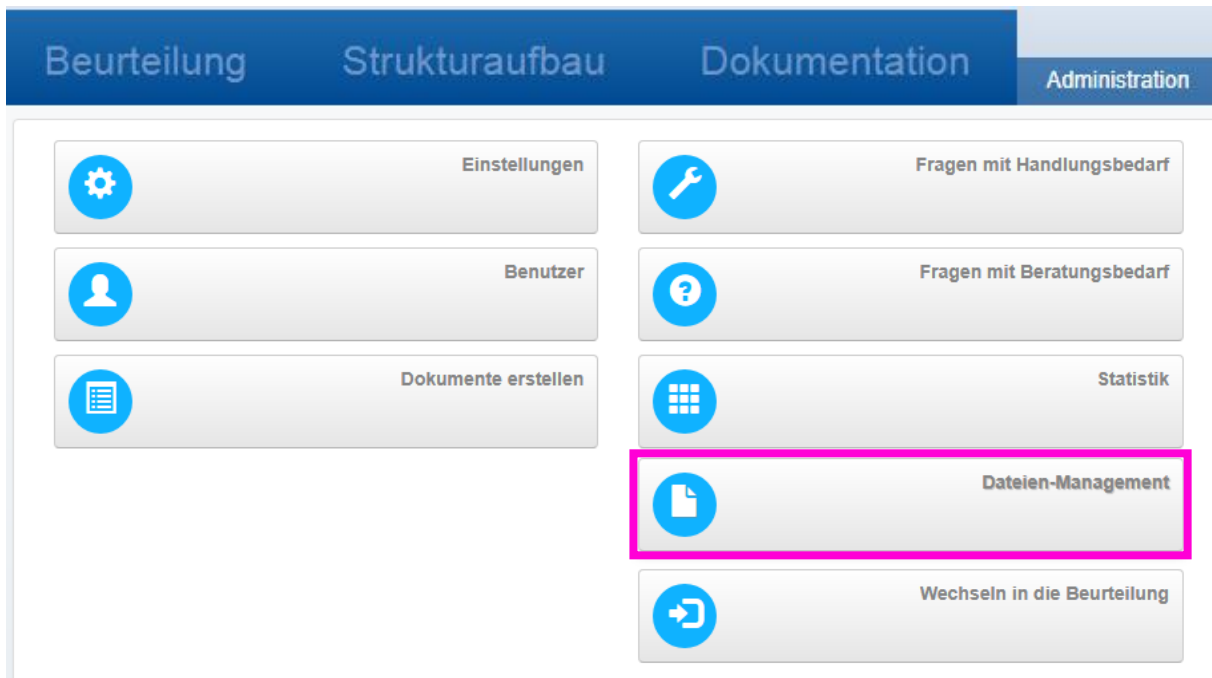 Beurteilung Strukturaufbau Dokumentation Administration
Einstellungen
Fragen mit Handlungsbedarf
Benutzer
Fragen mit Beratungsbedarf
Dokumente erstellen
Statistik
Dateien-Management
Wechseln in die Beurteilung